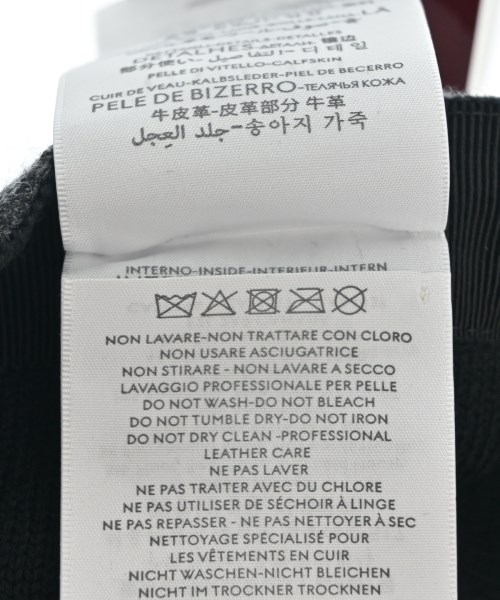 DETALHES-التفاصيل-디테일
PELLE DI VITELLO-CALFSKIN
CUIR DE VEAU-KALBSLEDER-PIEL DE BECERRO
PELE DE BIZERRO-ТЕЛЯЧЬЯ КОЖА
牛皮革-皮革部分 牛革
جلد العجل-송아지 가죽
INTERNO-INSIDE-INTERIEUR-INTERN
NON LAVARE-NON TRATTARE CON CLORO
NON USARE ASCIUGATRICE
NON STIRARE - NON LAVARE A SECCO
LAVAGGIO PROFESSIONALE PER PELLE
DO NOT WASH-DO NOT BLEACH
DO NOT TUMBLE DRY-DO NOT IRON
DO NOT DRY CLEAN -PROFESSIONAL
LEATHER CARE
NE PAS LAVER
NE PAS TRAITER AVEC DU CHLORE
NE PAS UTILISER DE SÉCHOIR À LINGE
NE PAS REPASSER - NE PAS NETTOYER À SEC
NETTOYAGE SPÉCIALISÉ POUR
LES VÊTEMENTS EN CUIR
NICHT WASCHEN-NICHT BLEICHEN
NICHT IM TROCKNER TROCKNEN